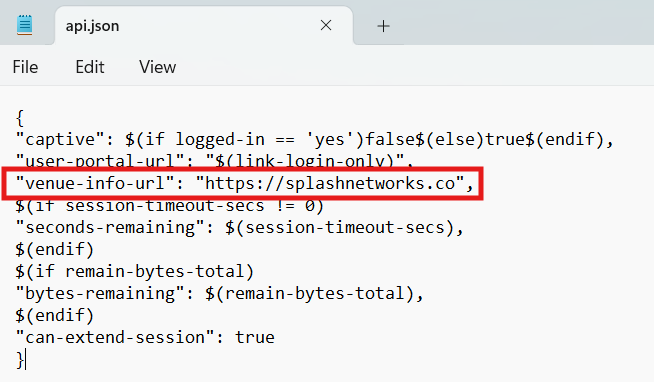 api.json
File Edit View
{
"captive": $(if logged-in == 'yes')false$(else)true$(endif),
"user-portal-url": "$(link-login-only)",
"venue-info-url": "https://splashnetworks.co",
$(if session-timeout-secs != 0)
"seconds-remaining": $(session-timeout-secs),
$(endif)
$(if remain-bytes-total)
"bytes-remaining": $(remain-bytes-total),
$(endif)
"can-extend-session": true
}